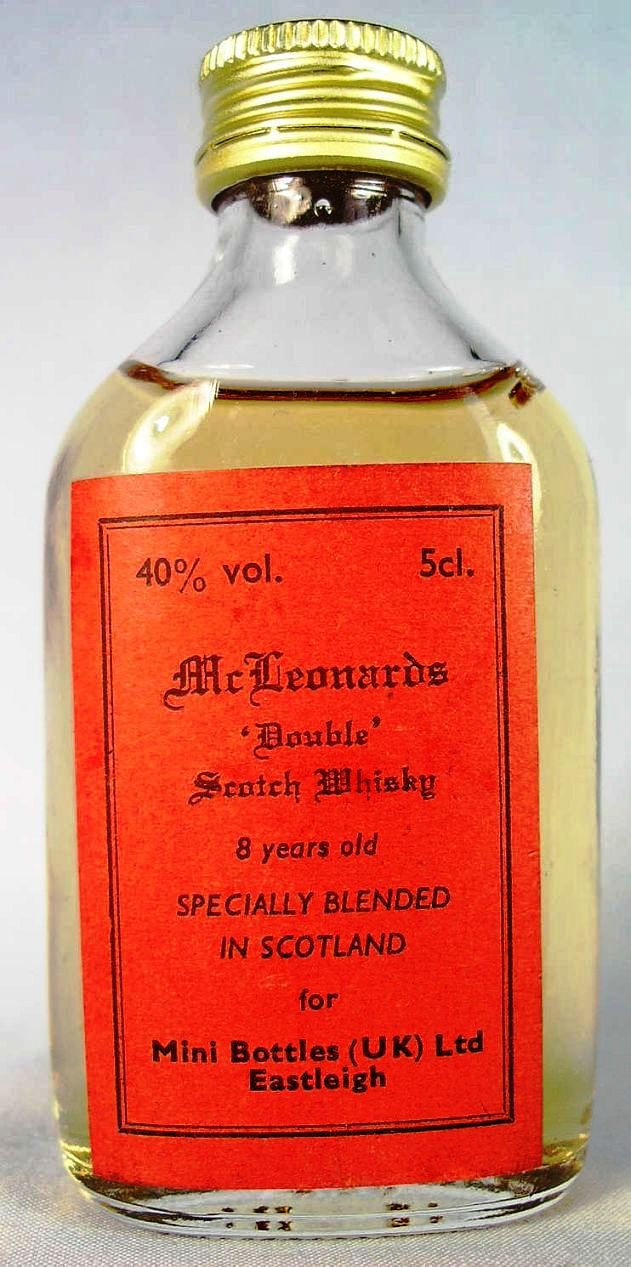 40% vol. 5cl.
McLeonards
'Double'
Scotch Whisky
8 years old
SPECIALLY BLENDED
IN SCOTLAND
for
Mini Bottles (UK) Ltd
Eastleigh